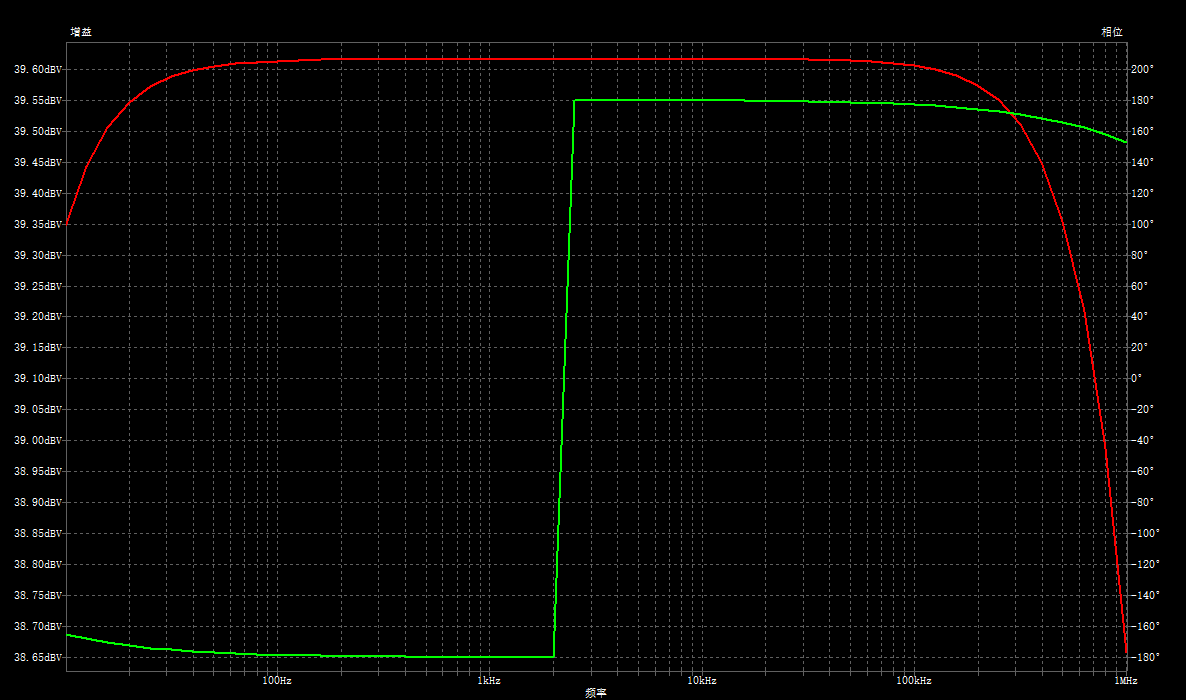 增益 相位
39.60dBV 200°
39.55dBV 180°
39.50dBV 160°
39.45dBV 140°
39.40dBV 120°
39.35dBV 100°
39.30dBV 80°
39.25dBV 60°
39.20dBV 40°
39.15dBV 20°
39.10dBV 0°
39.05dBV -20°
39.00dBV -40°
38.95dBV -60°
38.90dBV -80°
38.85dBV -100°
38.80dBV -120°
38.75dBV -140°
38.70dBV -160°
38.65dBV -180°
100Hz 1kHz 10kHz 100kHz 1MHz
频率